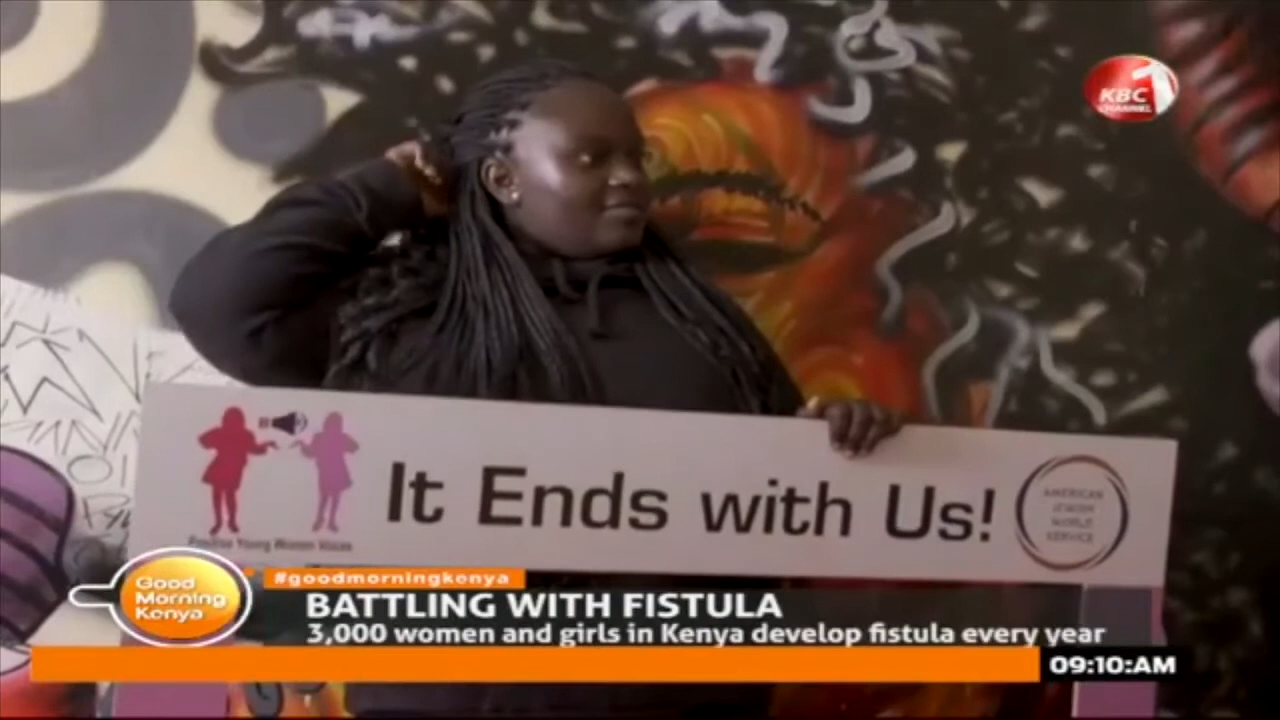 KBC 1
CHANNEL
It Ends with Us!
AMERICAN
JEWISH
WORLD
SERVICE
Positive Young Women Voices
Good
Morning
Kenya
#goodmorningkenya
BATTLING WITH FISTULA
3,000 women and girls in Kenya develop fistula every year
09:10:AM